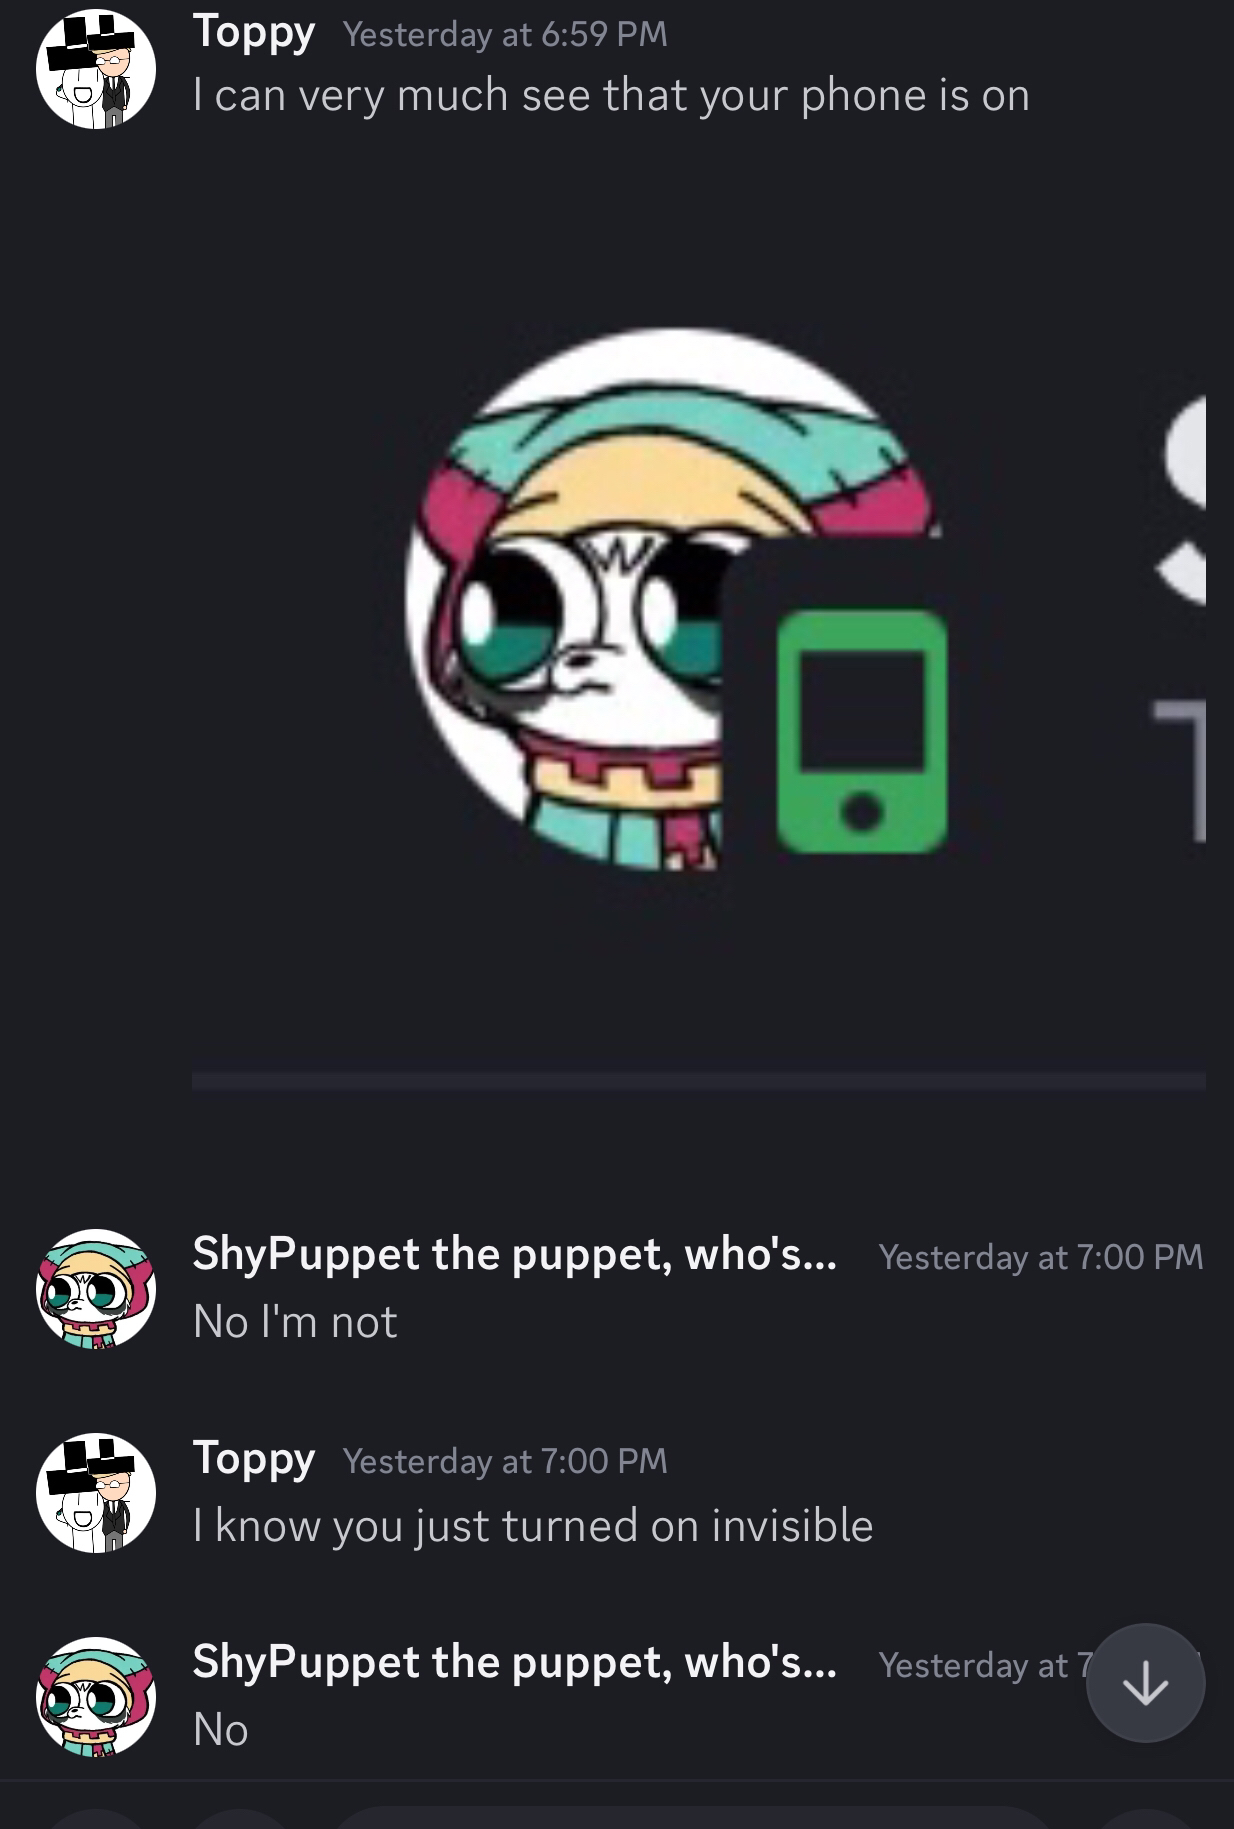 Toppy Yesterday at 6:59 PM
I can very much see that your phone is on
ShyPuppet the puppet, who's... Yesterday at 7:00 PM
No I'm not
Toppy Yesterday at 7:00 PM
I know you just turned on invisible
ShyPuppet the puppet, who's... Yesterday at 7
No